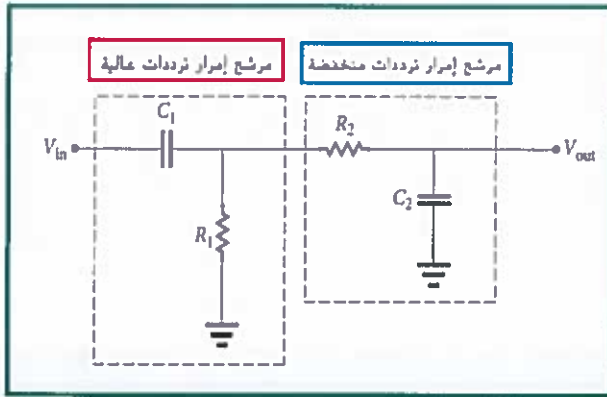 مرشح إمرار ترددات عالية
مرشح إمرار ترددات منخفضة
C1
R2
Vin
Vout
C2
R1